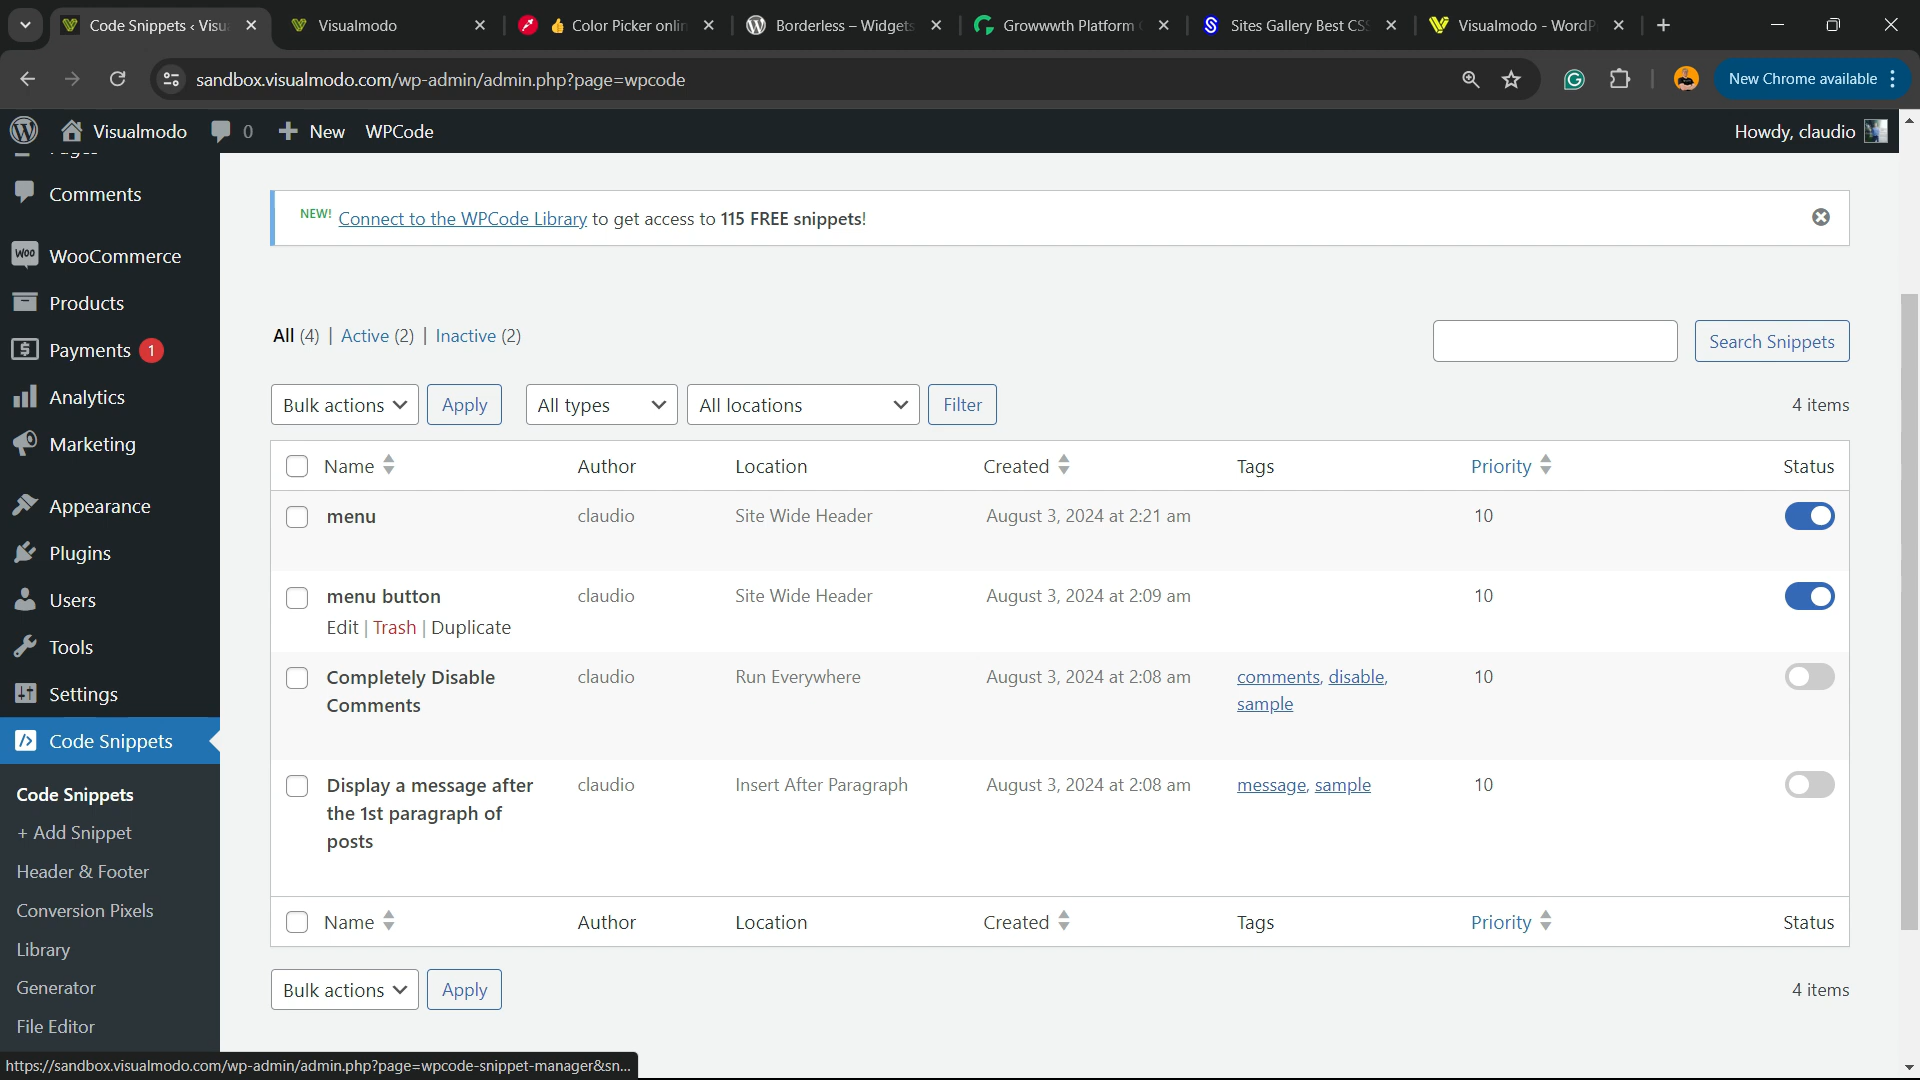 Code Snippets ‹ Visu
Visualmodo
👍 Color Picker onlin
Borderless – Widgets
Growwwth Platform
Sites Gallery Best CSS
Visualmodo - WordP
sandbox.visualmodo.com/wp-admin/admin.php?page=wpcode
New Chrome available
Visualmodo
0
New
WPCode
Howdy, claudio
Pages
Comments
WooCommerce
Products
Payments 1
Analytics
Marketing
Appearance
Plugins
Users
Tools
Settings
Code Snippets
Code Snippets
+ Add Snippet
Header & Footer
Conversion Pixels
Library
Generator
File Editor
NEW! Connect to the WPCode Library to get access to 115 FREE snippets!
All (4) | Active (2) | Inactive (2)
Search Snippets
Bulk actions Apply All types All locations Filter 4 items
Name Author Location Created Tags Priority Status
menu claudio Site Wide Header August 3, 2024 at 2:21 am 10
menu button claudio Site Wide Header August 3, 2024 at 2:09 am 10
Edit | Trash | Duplicate
Completely Disable claudio Run Everywhere August 3, 2024 at 2:08 am comments, disable, 10
Comments sample
Display a message after claudio Insert After Paragraph August 3, 2024 at 2:08 am message, sample 10
the 1st paragraph of
posts
Name Author Location Created Tags Priority Status
Bulk actions Apply 4 items
https://sandbox.visualmodo.com/wp-admin/admin.php?page=wpcode-snippet-manager&sn...